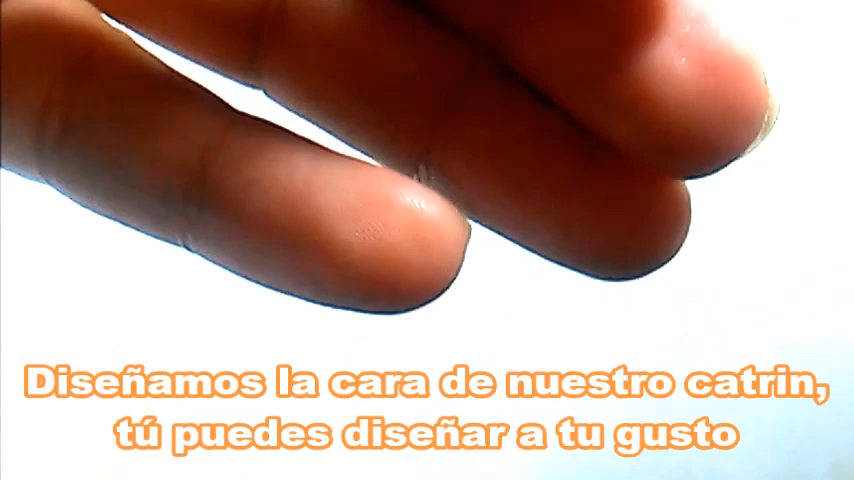 Diseñamos la cara de nuestro catrin,
tú puedes diseñar a tu gusto